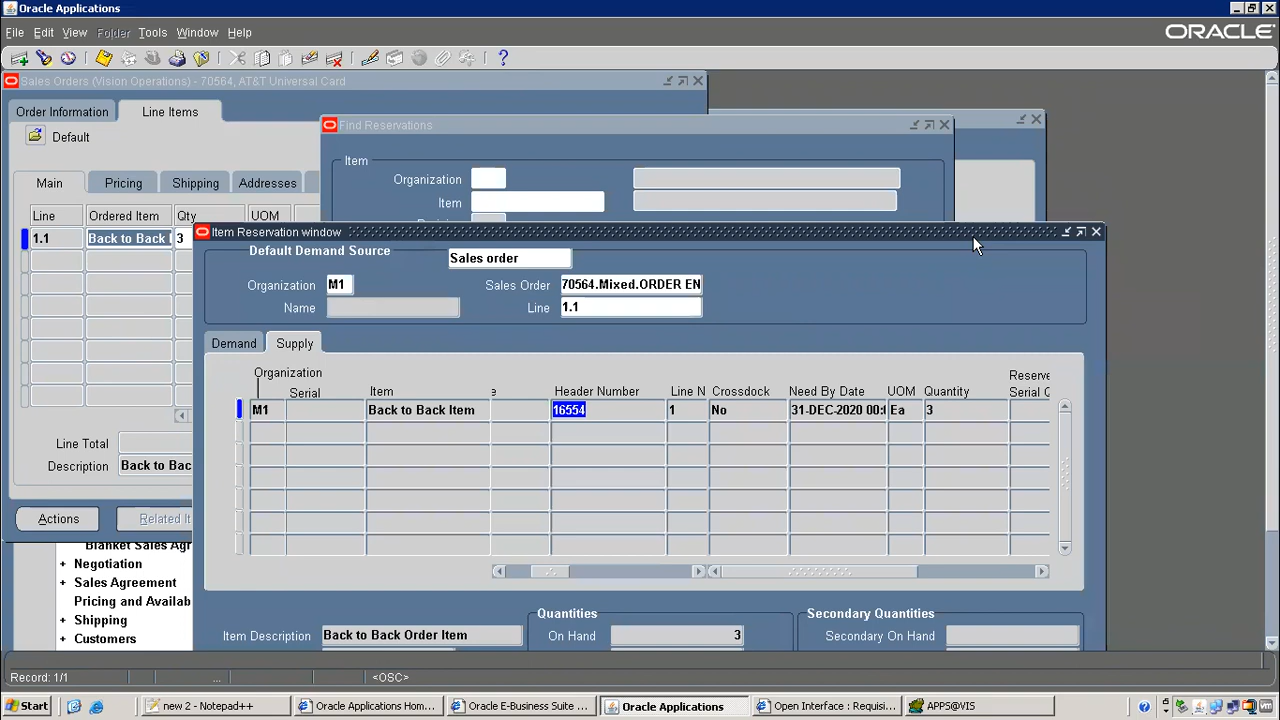 Oracle Applications
File Edit View Folder Tools Window Help
ORACLE
Sales Orders (Vision Operations) - 70564, AT&T Universal Card
Order Information Line Items
Default
Main Pricing Shipping Addresses
Line Ordered Item Qty UOM
1.1 Back to Back I 3
Line Total
Description Back to Bac
Actions Related It
Find Reservations
Item
Organization
Item
Item Reservation window
Default Demand Source Sales order
Organization M1 Sales Order 70564.Mixed.ORDER EN
Name Line 1.1
Demand Supply
Organization Reserve
Serial Item e Header Number Line N Crossdock Need By Date UOM Quantity Serial C
M1 Back to Back Item 16554 1 No 31-DEC-2020 00:0 Ea 3
Blanket Sales Agr
+ Negotiation
+ Sales Agreement
Pricing and Availab
+ Shipping
+ Customers
Quantities Secondary Quantities
Item Description Back to Back Order Item On Hand 3 Secondary On Hand
Record: 1/1 ... <OSC>
Start new 2 - Notepad++ Oracle Applications Hom... Oracle E-Business Suite ... Oracle Applications Open Interface : Requisi... APPS@VIS